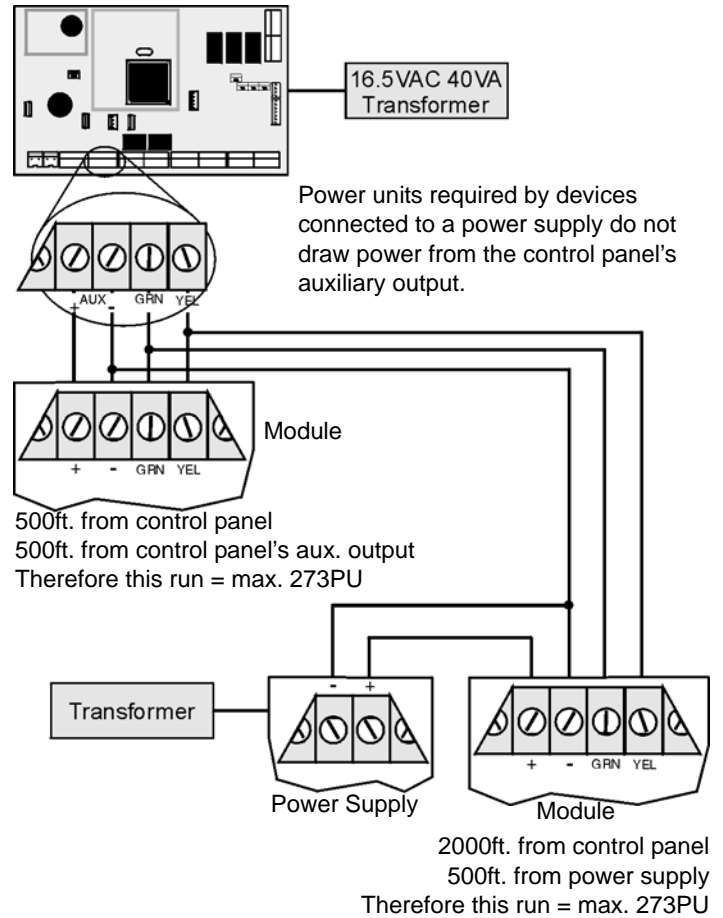 16.5VAC 40VA
Transformer
Power units required by devices
connected to a power supply do not
draw power from the control panel's
auxiliary output.
+ AUX - GRN YEL
Module
+ - GRN YEL
500ft. from control panel
500ft. from control panel's aux. output
Therefore this run = max. 273PU
- +
Transformer
+ - GRN YEL
Power Supply
Module
2000ft. from control panel
500ft. from power supply
Therefore this run = max. 273PU